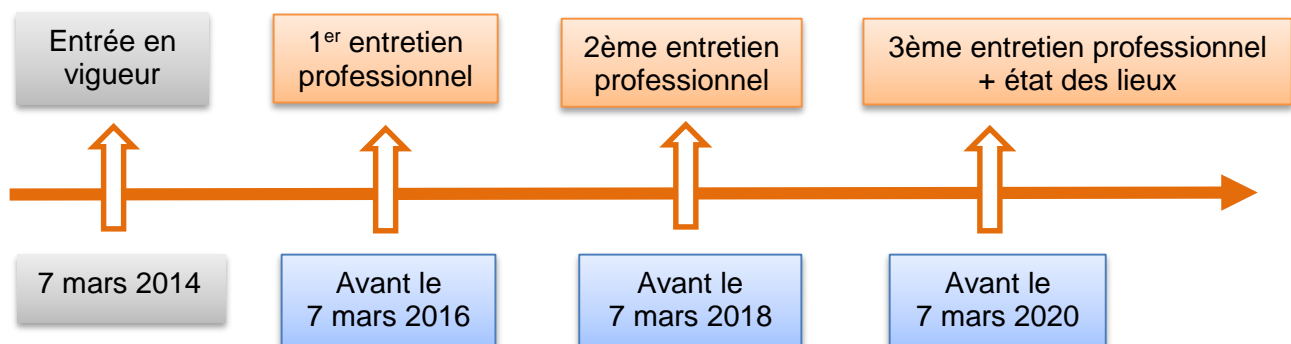 Entrée en
vigueur
1er entretien
professionnel
2ème entretien
professionnel
3ème entretien professionnel
+ état des lieux
7 mars 2014
Avant le
7 mars 2016
Avant le
7 mars 2018
Avant le
7 mars 2020